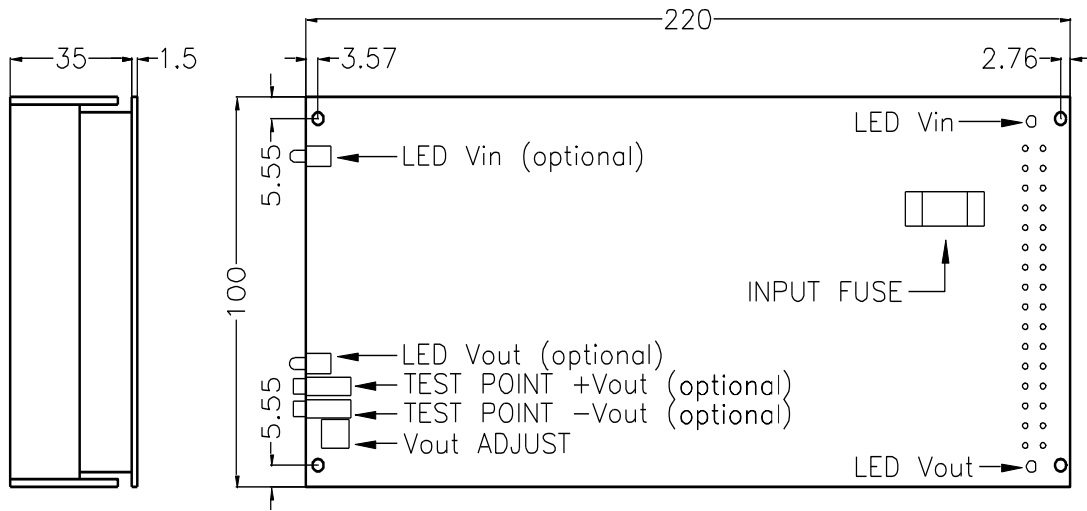 220
35
1.5
3.57
2.76
LED Vin
5.55
LED Vin (optional)
100
INPUT FUSE
LED Vout (optional)
TEST POINT +Vout (optional)
TEST POINT −Vout (optional)
5.55
Vout ADJUST
LED Vout